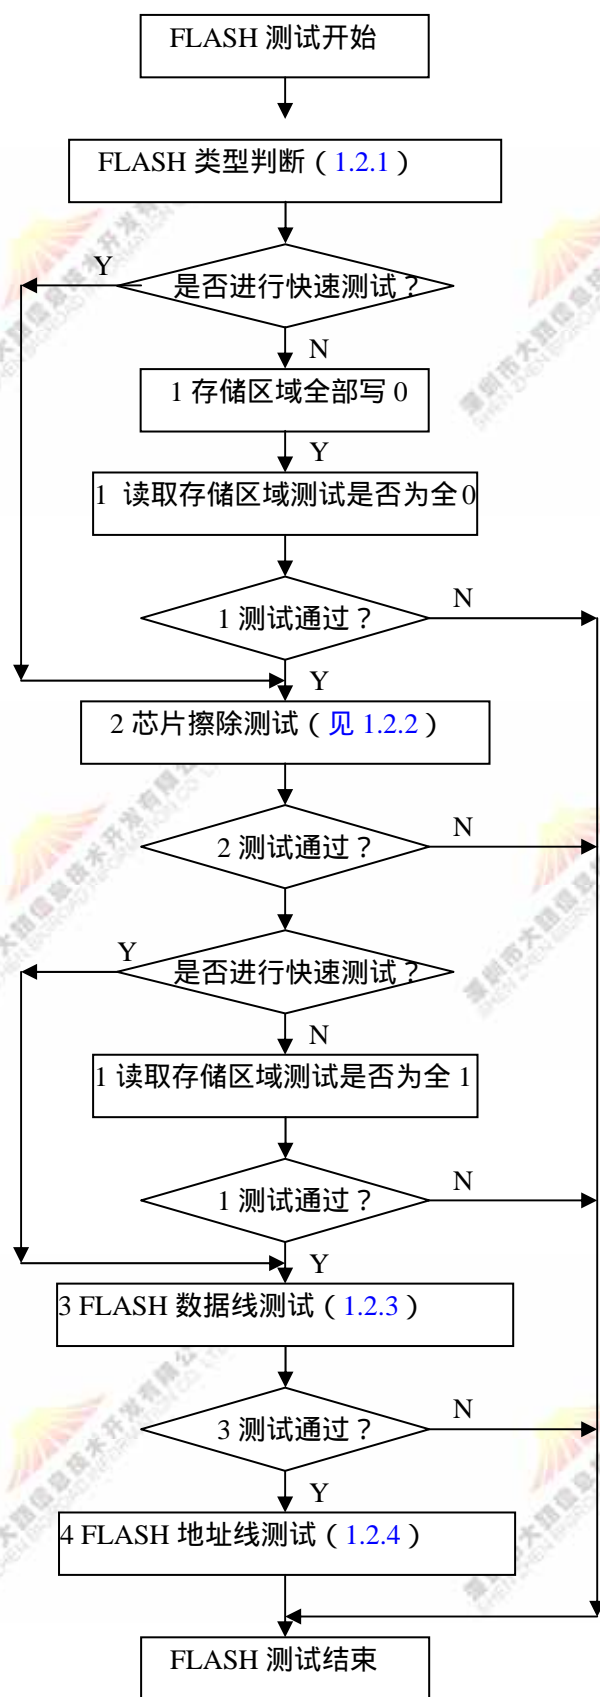 FLASH 测试开始
FLASH 类型判断（1.2.1）
Y
是否进行快速测试？
N
1 存储区域全部写 0
Y
1 读取存储区域测试是否为全 0
1 测试通过？
N
Y
2 芯片擦除测试（见 1.2.2）
2 测试通过？
N
Y
是否进行快速测试？
N
1 读取存储区域测试是否为全 1
1 测试通过？
N
Y
3 FLASH 数据线测试（1.2.3）
3 测试通过？
N
Y
4 FLASH 地址线测试（1.2.4）
FLASH 测试结束